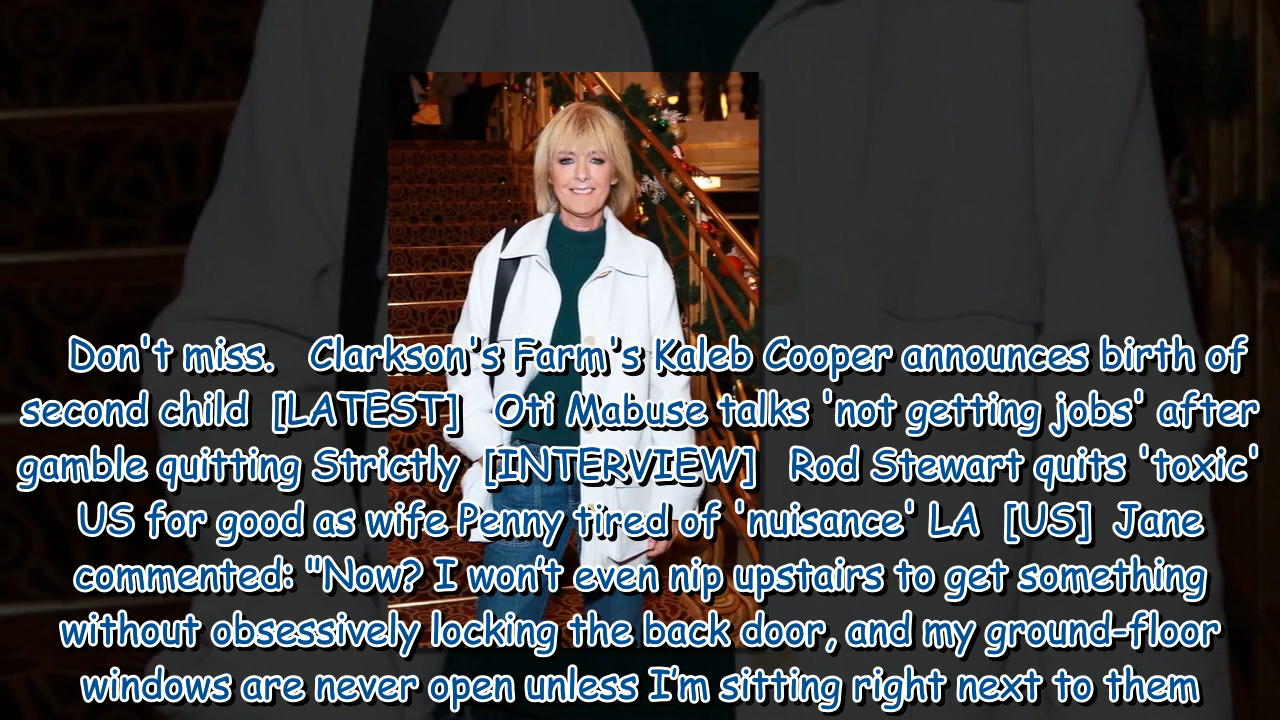 Don't miss.   Clarkson's Farm's Kaleb Cooper announces birth of
second child  [LATEST]   Oti Mabuse talks 'not getting jobs' after
gamble quitting Strictly  [INTERVIEW]   Rod Stewart quits 'toxic'
US for good as wife Penny tired of 'nuisance' LA  [US]  Jane
commented: "Now? I won’t even nip upstairs to get something
without obsessively locking the back door, and my ground-floor
windows are never open unless I’m sitting right next to them